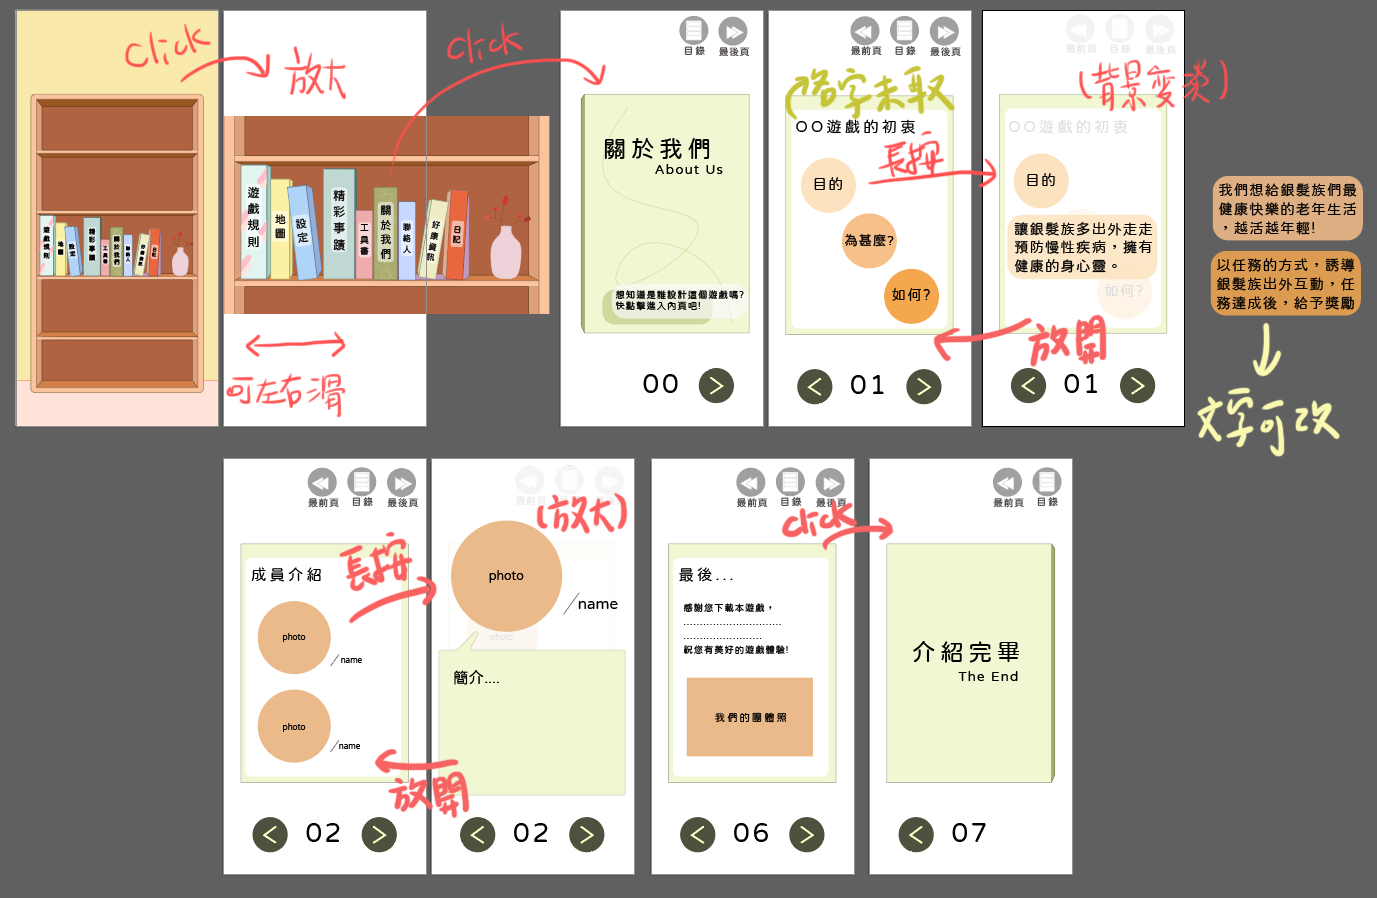 click
放大
click
可左右滑
遊戲規則
地圖
設定
精彩事蹟
工具書
關於我們
聯絡人
好康資訊
日記
遊戲規則
地圖
設定
精彩事蹟
工具書
關於我們
聯絡人
好康資訊
日記
目錄
最後頁
關於我們
About Us
想知道是誰設計這個遊戲嗎?
快點擊進入內頁吧!
00
最前頁
目錄
最後頁
(名字未取
OO遊戲的初衷
目的
為甚麼?
如何?
01
長按
放開
最前頁
目錄
最後頁
(背景變淡)
OO遊戲的初衷
目的
讓銀髮族多出外走走
預防慢性疾病,擁有
健康的身心靈。
如何?
01
我們想給銀髮族們最
健康快樂的老年生活
,越活越年輕!
以任務的方式,誘導
銀髮族出外互動,任
務達成後,給予獎勵
文字可改
最前頁
目錄
最後頁
成員介紹
photo
/name
photo
/name
02
長按
放開
最前頁
目錄
最後頁
(放大)
photo
/name
photo
簡介....
02
最前頁
目錄
最後頁
click
最後...
感謝您下載本遊戲,
..............................
........................
祝您有美好的遊戲體驗!
我們的團體照
06
最前頁
目錄
介紹完畢
The End
07